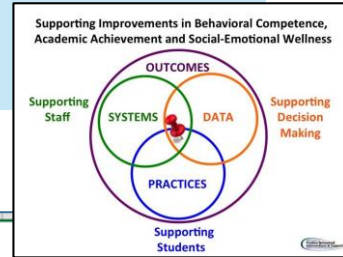 Supporting Improvements in Behavioral Competence,
Academic Achievement and Social-Emotional Wellness
OUTCOMES
Supporting
Staff
SYSTEMS
DATA
Supporting
Decision
Making
PRACTICES
Supporting
Students